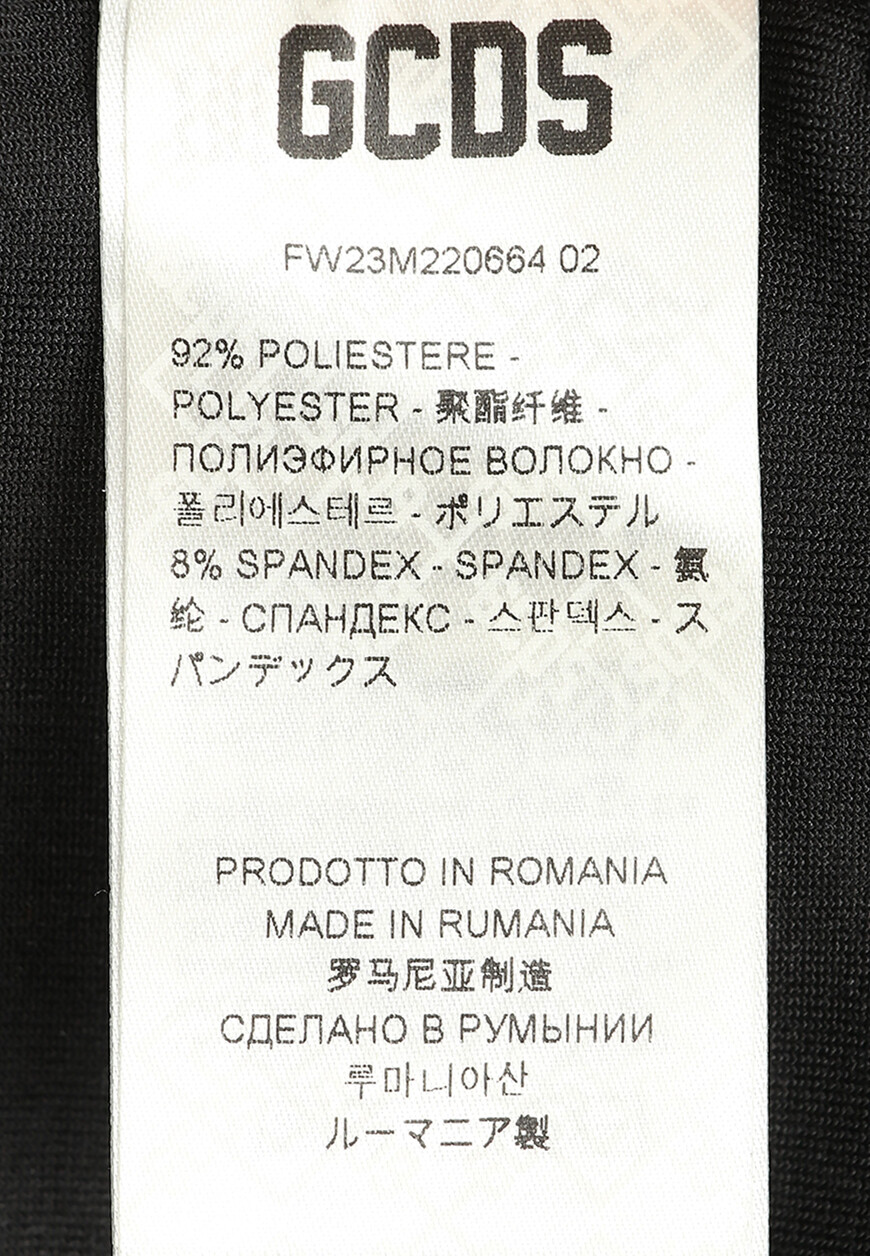 GCDS
FW23M220664 02
92% POLIESTERE -
POLYESTER - 聚酯纤维 -
ПОЛИЭФИРНОЕ ВОЛОКНО -
폴리에스테르 - ポリエステル
8% SPANDEX - SPANDEX - 氨
纶 - СПАНДЕКС - 스판덱스 - ス
パンデックス
PRODOTTO IN ROMANIA
MADE IN RUMANIA
罗马尼亚制造
СДЕЛАНО В РУМЫНИИ
루마니아산
ルーマニア製